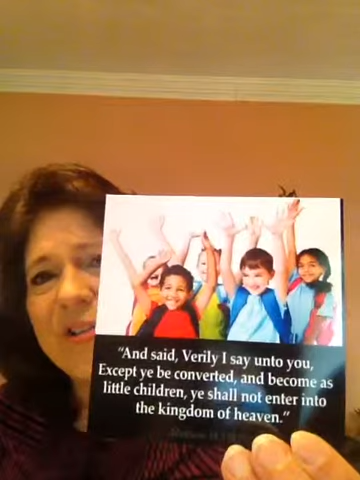 "And said, Verily I say unto you,
Except ye be converted, and become as
little children, ye shall not enter into
the kingdom of heaven."